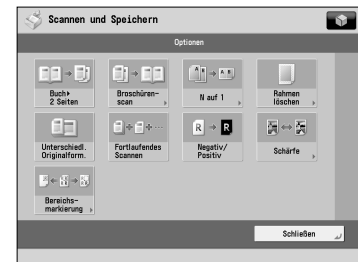 Scannen und Speichern
Optionen
Buch▸
2 Seiten
Broschüren-
scan
N auf 1
Rahmen
löschen
Unterschiedl.
Originalform.
Fortlaufendes
Scannen
Negativ/
Positiv
Schärfe
Bereichs-
markierung
Schließen